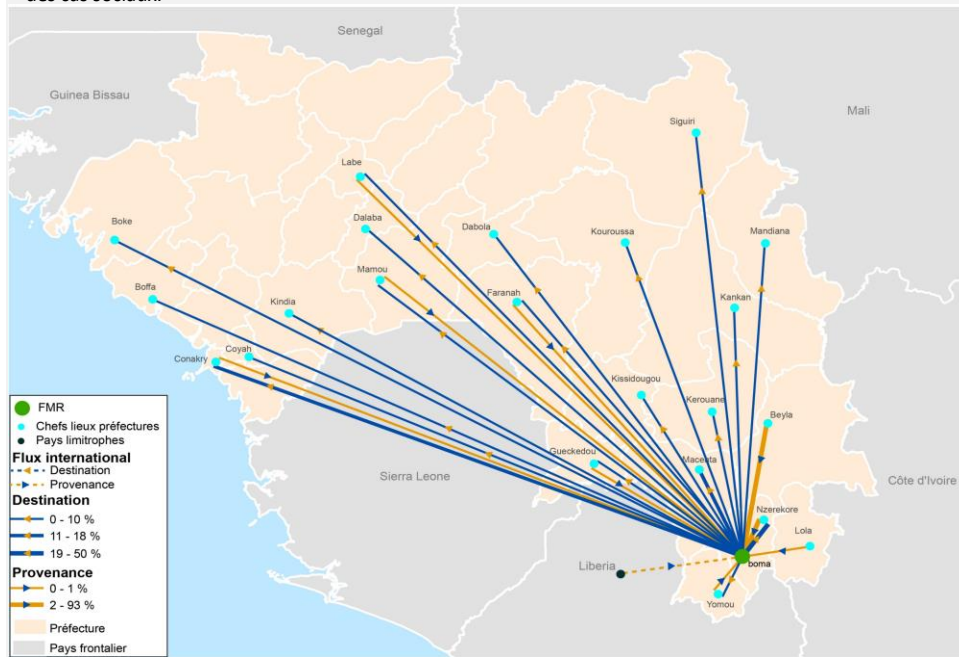 Senegal
Guinea Bissau
Mali
Siguiri
Labe
Boke
Dalaba
Dabola
Kouroussa
Mandiana
Mamou
Boffa
Kindia
Faranah
Kankan
Conakry
Coyah
Kissidougou
Kerouane
Beyla
Gueckedou
Macenta
Sierra Leone
Côte d'Ivoire
Nzerekore
Lola
Liberia
boma
Yomou
FMR
Chefs lieux préfectures
Pays limitrophes
Flux international
Destination
Provenance
Destination
0 - 10 %
11 - 18 %
19 - 50 %
Provenance
0 - 1 %
2 - 93 %
Préfecture
Pays frontalier